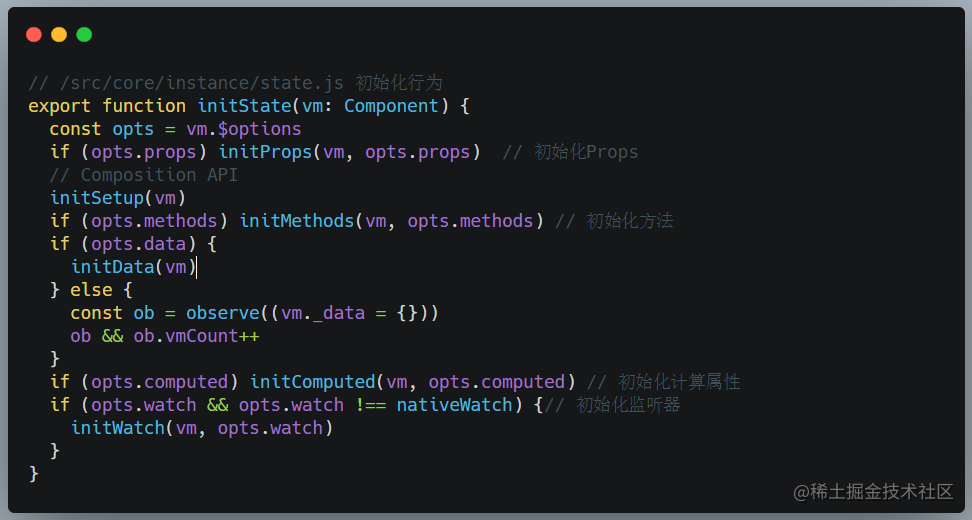 // /src/core/instance/state.js 初始化行为
export function initState(vm: Component) {
  const opts = vm.$options
  if (opts.props) initProps(vm, opts.props)  // 初始化Props
  // Composition API
  initSetup(vm)
  if (opts.methods) initMethods(vm, opts.methods) // 初始化方法
  if (opts.data) {
    initData(vm)
  } else {
    const ob = observe((vm._data = {}))
    ob && ob.vmCount++
  }
  if (opts.computed) initComputed(vm, opts.computed) // 初始化计算属性
  if (opts.watch && opts.watch !== nativeWatch) {// 初始化监听器
    initWatch(vm, opts.watch)
  }
}
@稀土掘金技术社区